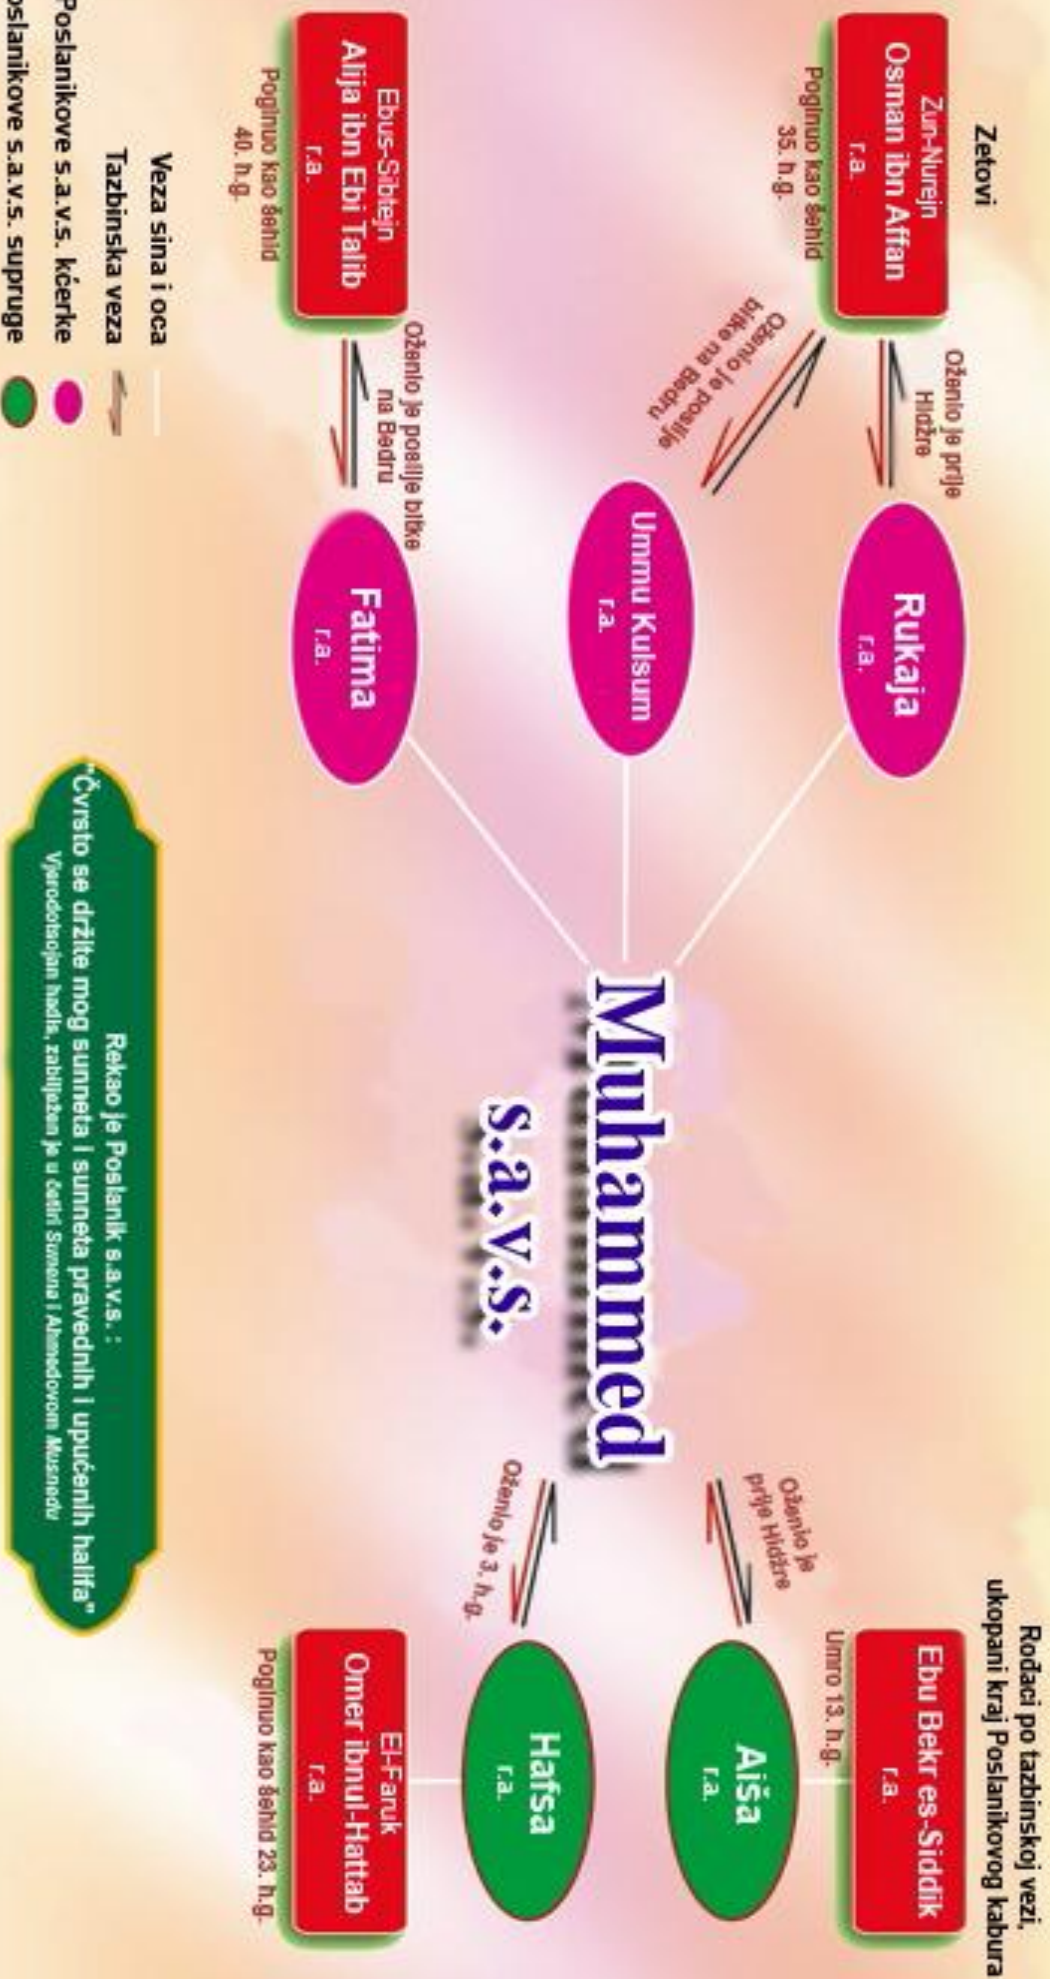 Zetovi
Rođaci po tazbinskoj vezi,
ukopani kraj Poslanikovog kabura
Zun-Nurejn
Osman ibn Affan
r.a.
Poginuo kao šehid
35. h.g.
Oženio je prije
Hidžre
Rukaja
r.a.
Oženio je poslije
bitke na Bedru
Ummu Kulsum
r.a.
Ebus-Sibtejn
Alija ibn Ebi Talib
r.a.
Poginuo kao šehid
40. h.g.
Oženio je poslije bitke
na Bedru
Fatima
r.a.
Muhammed
s.a.v.s.
Oženio je
prije Hidžre
Aiša
r.a.
Ebu Bekr es-Siddik
r.a.
Umro 13. h.g.
Oženio je 3. h.g.
Hafsa
r.a.
El-Faruk
Omer ibnul-Hattab
r.a.
Poginuo kao šehid 23. h.g.
Veza sina i oca
Tazbinska veza
Poslanikove s.a.v.s. kćerke
oslanikove s.a.v.s. supruge
Rekao je Poslanik s.a.v.s. :
"Čvrsto se držite mog sunneta i sunneta pravednih i upućenih halifa"
Vjerodotsojan hadis, zabilježen je u četiri Sunena i Ahmedovom Musnedu